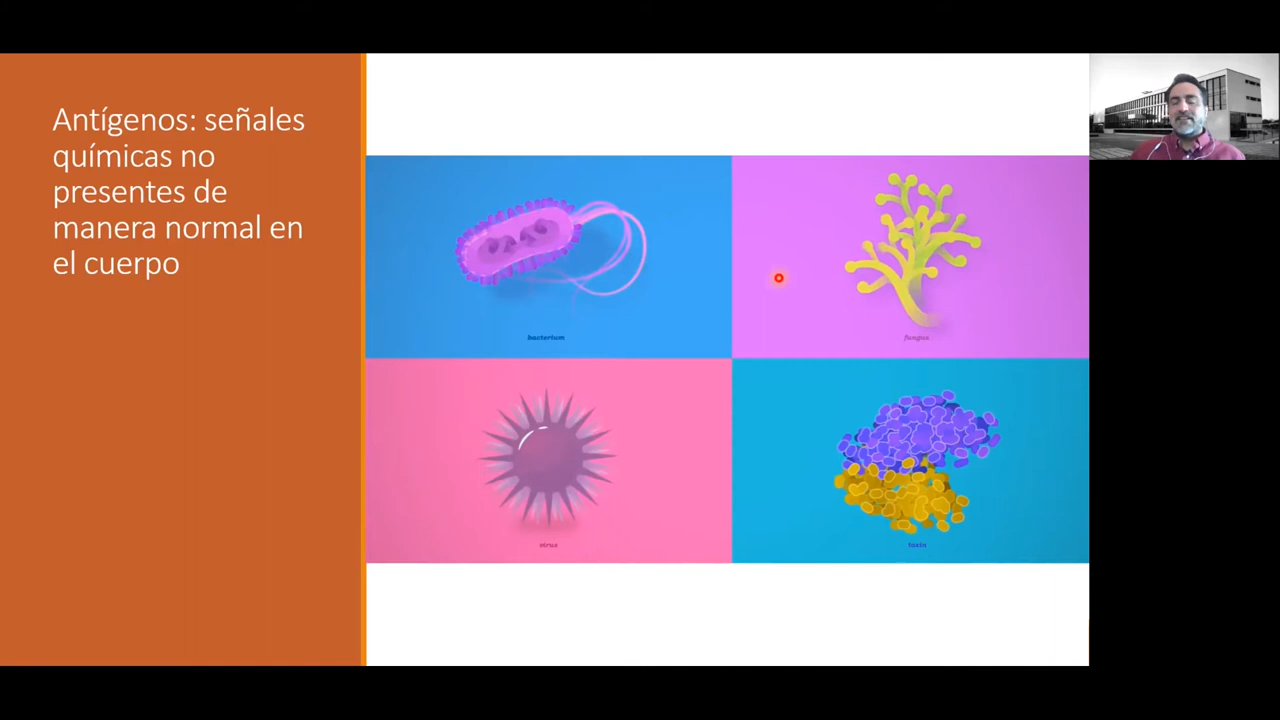 Antígenos: señales
químicas no
presentes de
manera normal en
el cuerpo
bacterium
fungus
virus
toxin